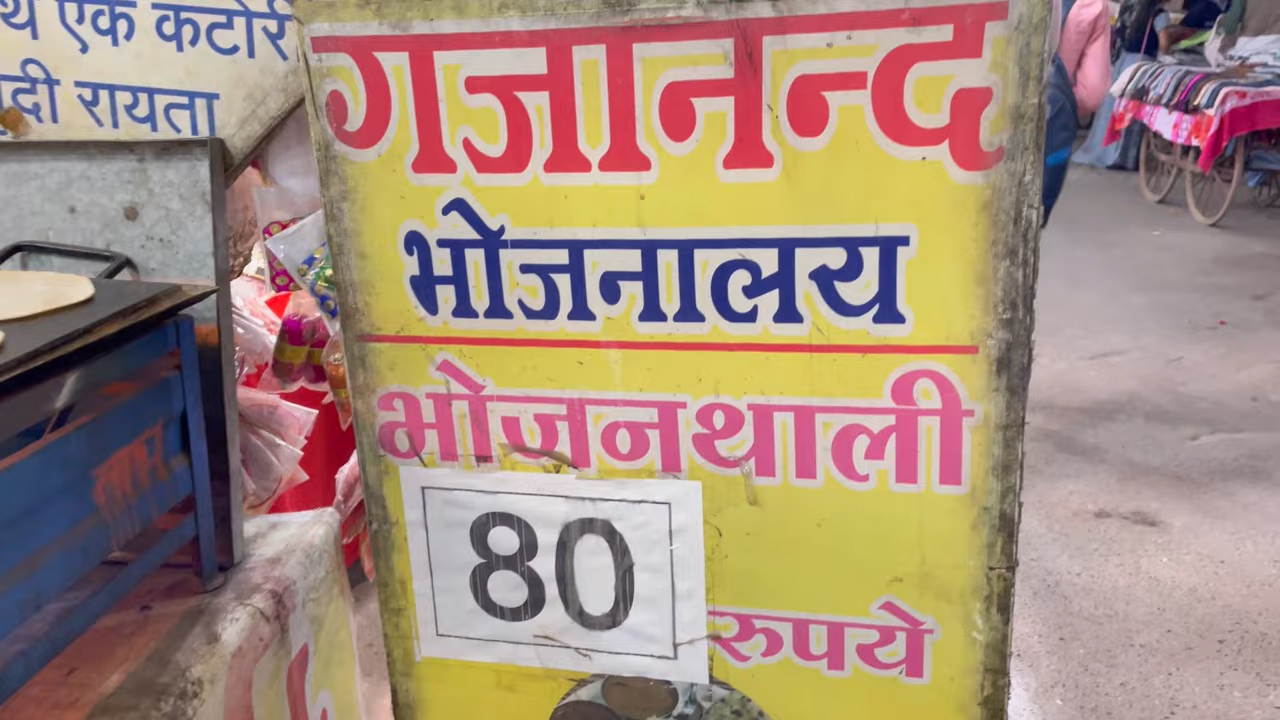 एक कटोरी
रायता
गजानन्द
भोजनालय
भोजनथाली
80
रुपये